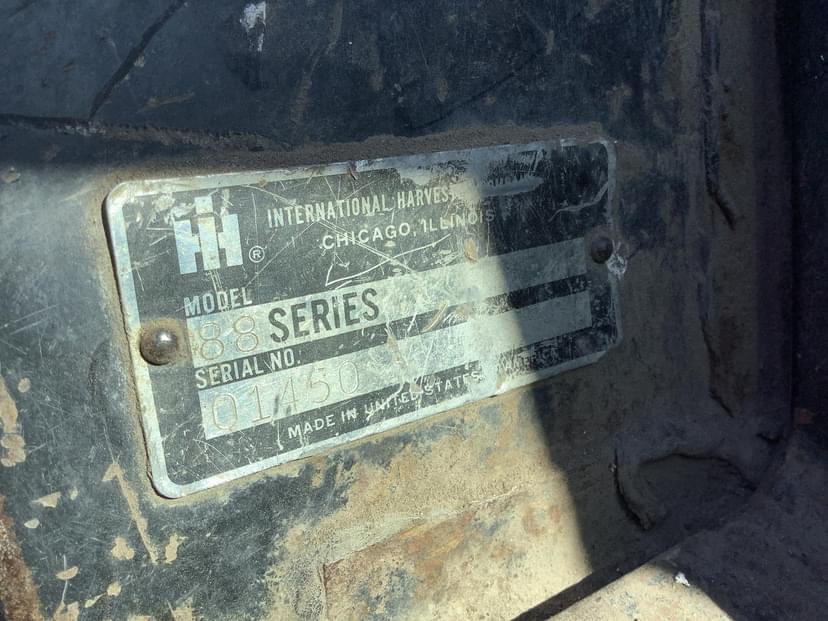 IH ®
INTERNATIONAL HARVES
CHICAGO, ILLINOIS
MODEL
88 SERIES
SERIAL NO.
01450
MADE IN UNITED STATES